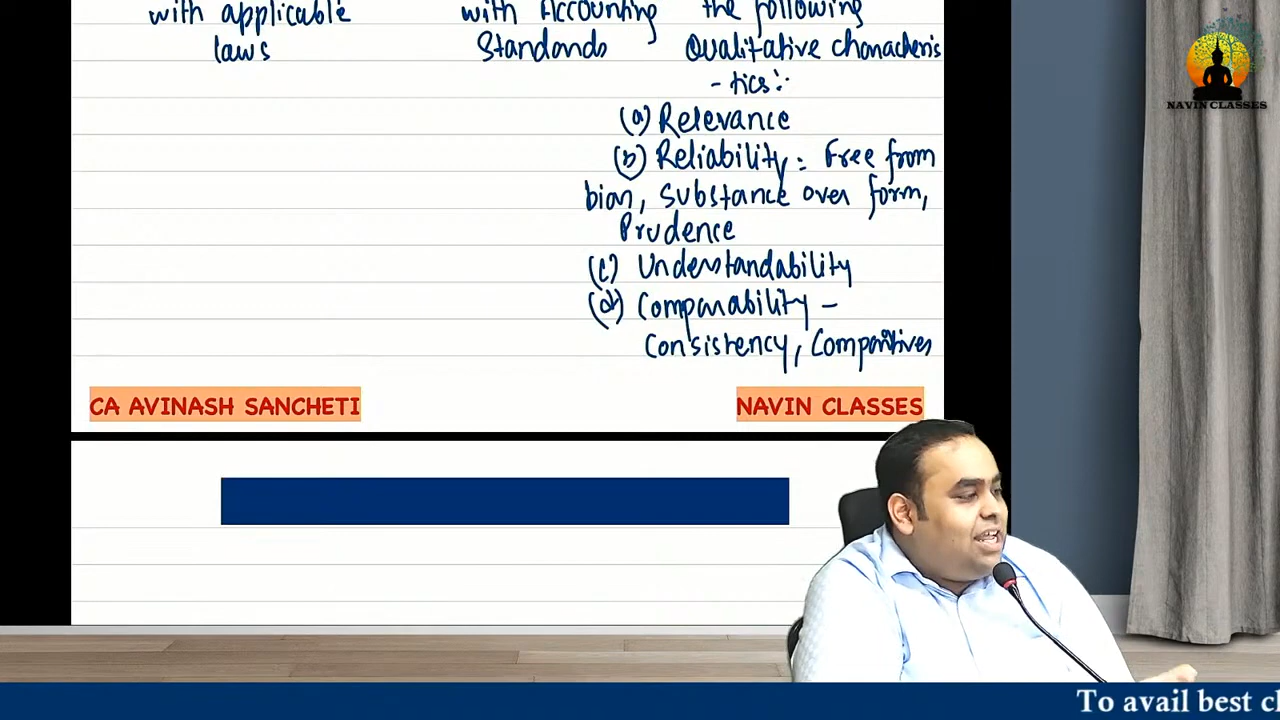 with applicable
laws
with Accounting
Standards
the following
Qualitative characteris
-tics:-
(a) Relevance
(b) Reliability: Free from
bias, Substance over form,
Prudence
(c) Understandability
(d) Comparability -
Consistency, Comparatives
CA AVINASH SANCHETI
NAVIN CLASSES
NAVIN CLASSES
To avail best cl